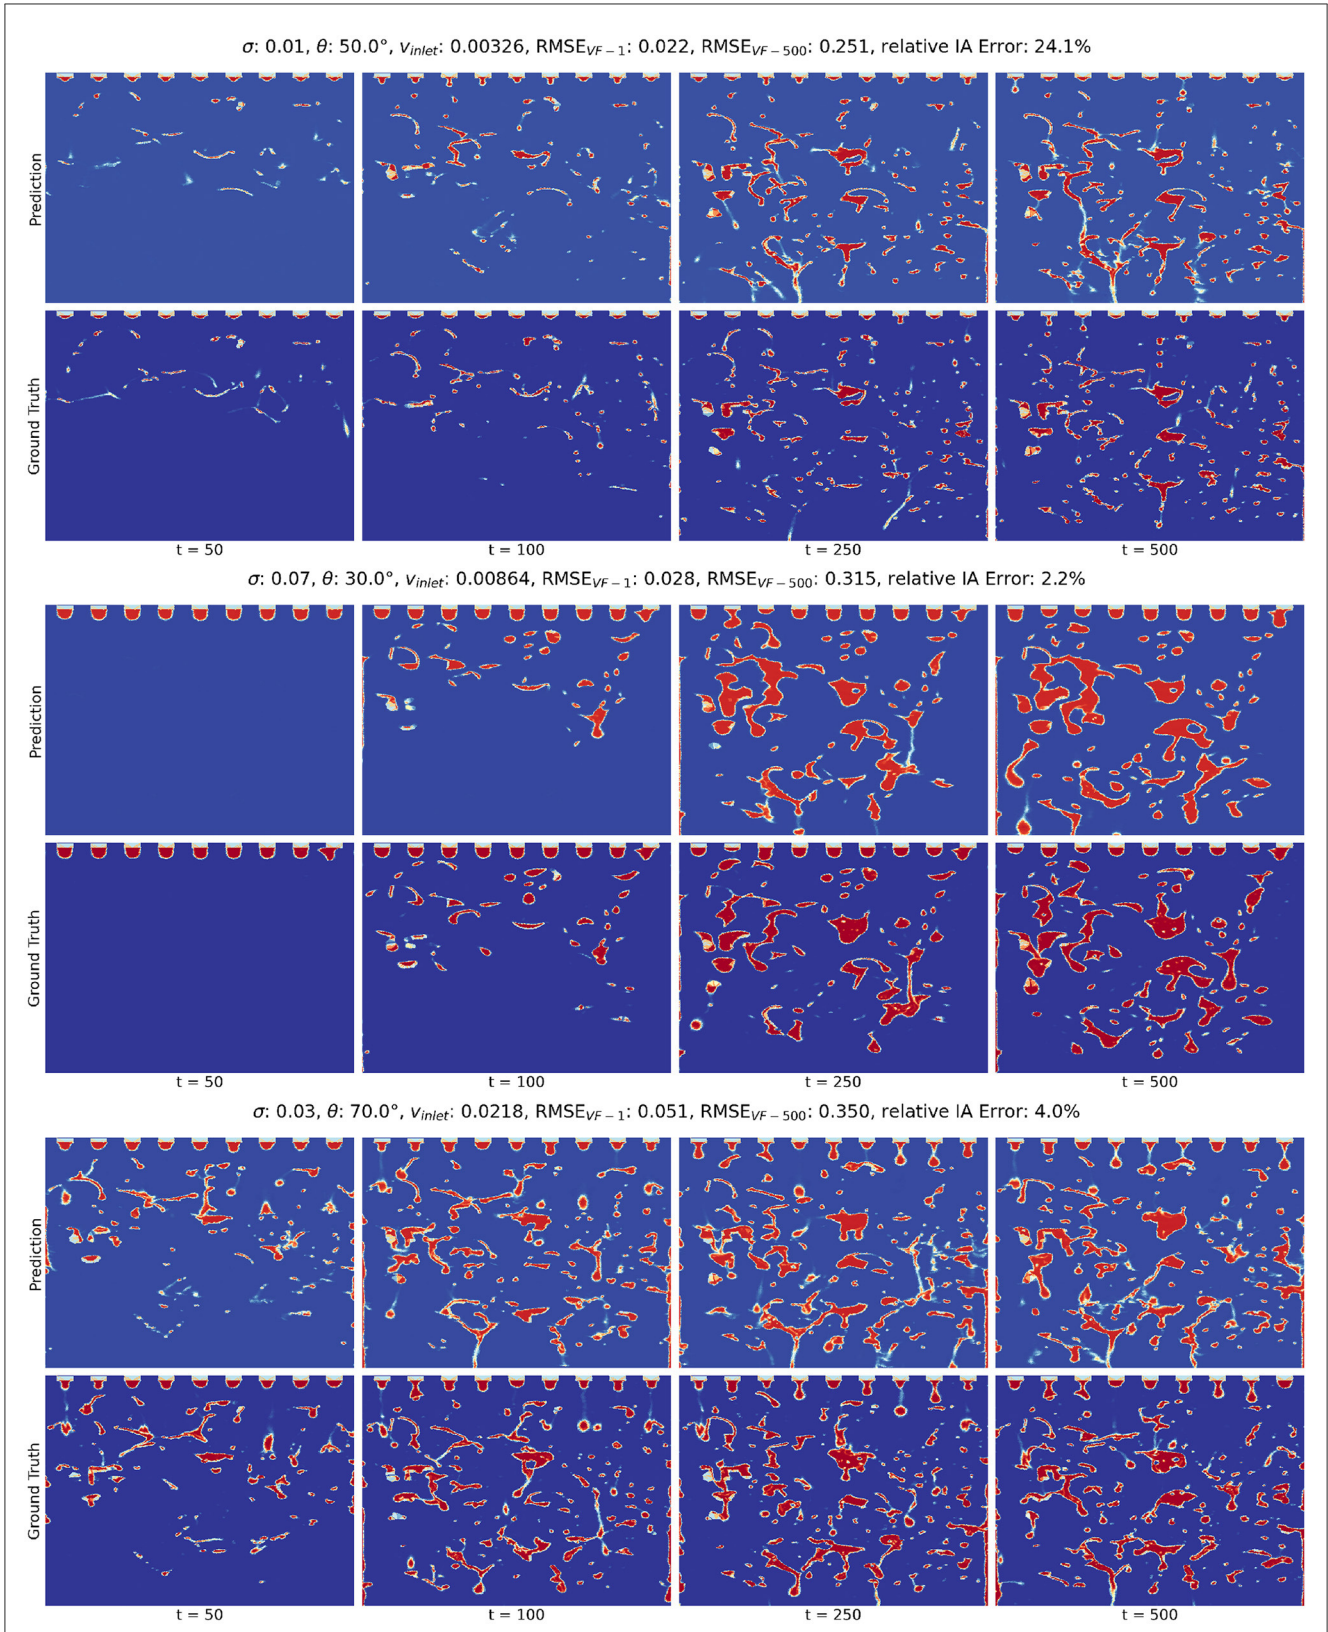 σ: 0.01, θ: 50.0°, v_inlet: 0.00326, RMSE_VF−1: 0.022, RMSE_VF−500: 0.251, relative IA Error: 24.1%
Prediction
Ground Truth
t = 50 t = 100 t = 250 t = 500
σ: 0.07, θ: 30.0°, v_inlet: 0.00864, RMSE_VF−1: 0.028, RMSE_VF−500: 0.315, relative IA Error: 2.2%
Prediction
Ground Truth
t = 50 t = 100 t = 250 t = 500
σ: 0.03, θ: 70.0°, v_inlet: 0.0218, RMSE_VF−1: 0.051, RMSE_VF−500: 0.350, relative IA Error: 4.0%
Prediction
Ground Truth
t = 50 t = 100 t = 250 t = 500